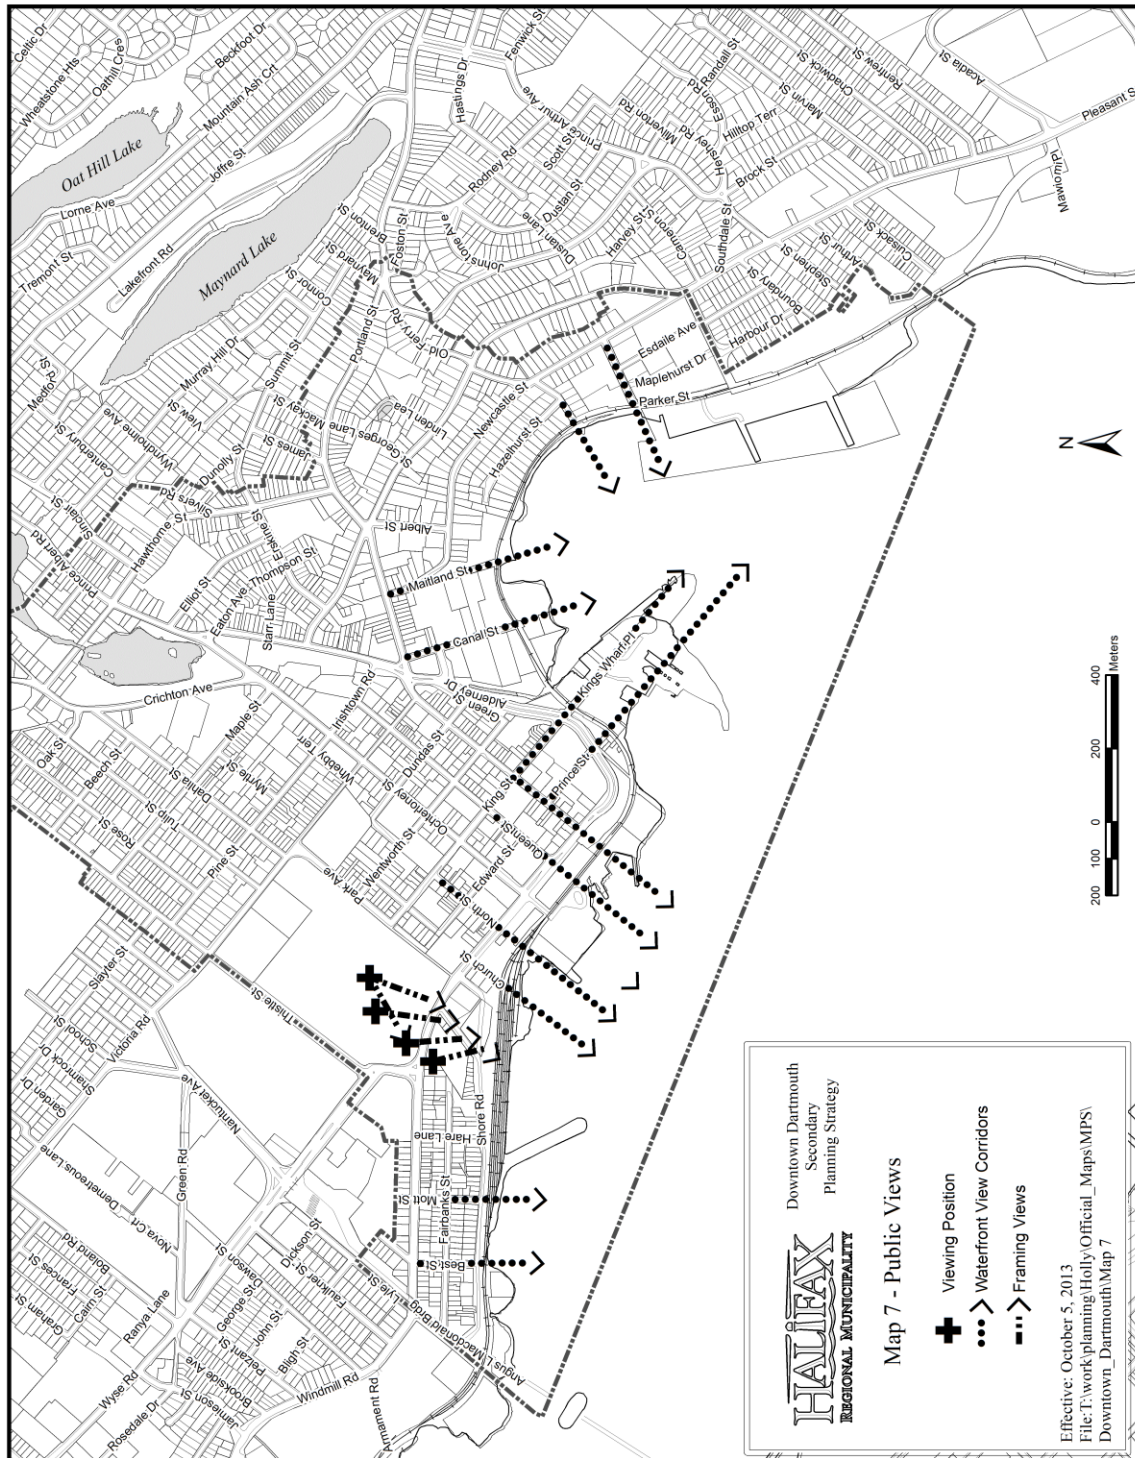 Celtic Dr
Wheatstone Hts
Oathill Cres
Beckfoot Dr
Mountain Ash Crt
Oat Hill Lake
Joffre St
Lorne Ave
Tremont St
Lakefront Rd
Maynard Lake
Hastings Dr
Fenwick St
Prince Arthur Ave
Milverton Rd
Esson Rd
Randall St
Chadwick St
Marvin St
Renfrew St
Acadia St
Pleasant S
Mawiomi Pl
Hershey Rd
Hilltop Terr
Brock St
Scott St
Rodney Rd
Dustan St
Dustan Lane
Harvey St
Cameron St
Southdale St
Johnstone Ave
Foston St
Brenton St
Maynard St
Connor St
Murray Hill Dr
Summit St
View St
Portland St
Old Ferry Rd
Stephen St
Arthur St
Cusack St
Boundary St
Harbour Dr
Esdaile Ave
Maplehurst Dr
Parker St
Newcastle St
Hazelhurst St
Linden Lea
St Georges Lane
Mackay St
James St
Dunolly St
Wyndholme Ave
Canterbury St
Medford St
Sinclair St
Silvers Rd
Hawthorne St
Prince Albert Rd
Erskine St
Thompson St
Elliot St
Eaton Ave
Starr Lane
Albert St
Maitland St
Canal St
Alderney Dr
Green St
Kings Wharf Pl
Crichton Ave
Irishtown Rd
Maple St
Whebby Terr
Myrtle St
Dundas St
Ochterloney St
King St
Prince St
Queen St
Edward St
Wentworth St
North St
Church St
Park Ave
Pine St
Dahlia St
Tulip St
Beech St
Oak St
Rose St
Thistle St
Slayter St
School St
Shamrock Dr
Garden Dr
Victoria Rd
Nantucket Ave
Demetreous Lane
Nova Crt
Green Rd
Boland Rd
Frances St
Cairn St
Graham St
Ranya Lane
Dawson St
George St
John St
Pelzant St
Bligh St
Brookside Ave
Jamieson St
Wyse Rd
Rosedale Dr
Windmill Rd
Armament Rd
Angus L Macdonald Brdg
Lyle St
Faulkner St
Dickson St
Hare Lane
Shore Rd
Mott St
Fairbanks St
Best St
N
200 100 0 200 400
Meters
HALIFAX
REGIONAL MUNICIPALITY
Downtown Dartmouth
Secondary
Planning Strategy
Map 7 - Public Views
Viewing Position
Waterfront View Corridors
Framing Views
Effective: October 5, 2013
File:T:\work\planning\Holly\Official_Maps\MPS\
Downtown_Dartmouth\Map 7